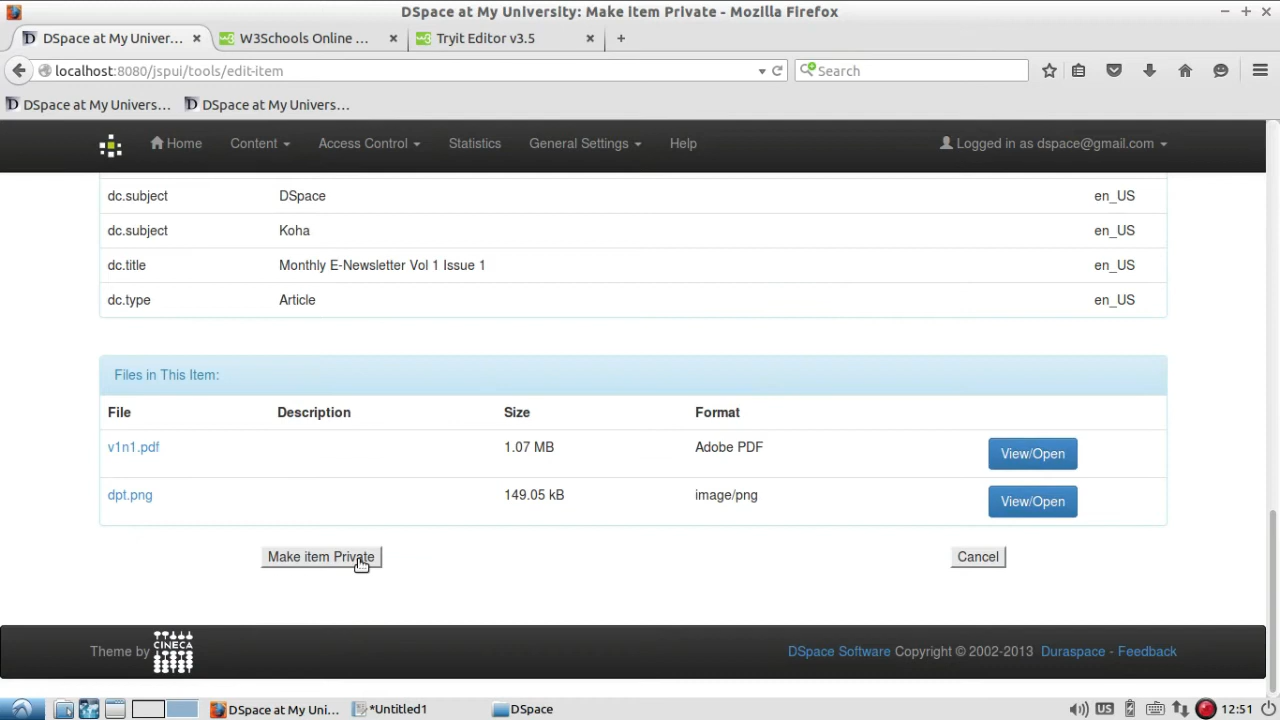 DSpace at My University: Make Item Private - Mozilla Firefox
DSpace at My Univer... W3Schools Online ... Tryit Editor v3.5
localhost:8080/jspui/tools/edit-item Search
DSpace at My Univers... DSpace at My Univers...
Home Content Access Control Statistics General Settings Help Logged in as dspace@gmail.com
dc.subject DSpace en_US
dc.subject Koha en_US
dc.title Monthly E-Newsletter Vol 1 Issue 1 en_US
dc.type Article en_US
Files in This Item:
File Description Size Format
v1n1.pdf 1.07 MB Adobe PDF View/Open
dpt.png 149.05 kB image/png View/Open
Make item Private Cancel
Theme by CINECA DSpace Software Copyright © 2002-2013 Duraspace - Feedback
DSpace at My Uni... *Untitled1 DSpace US 12:51